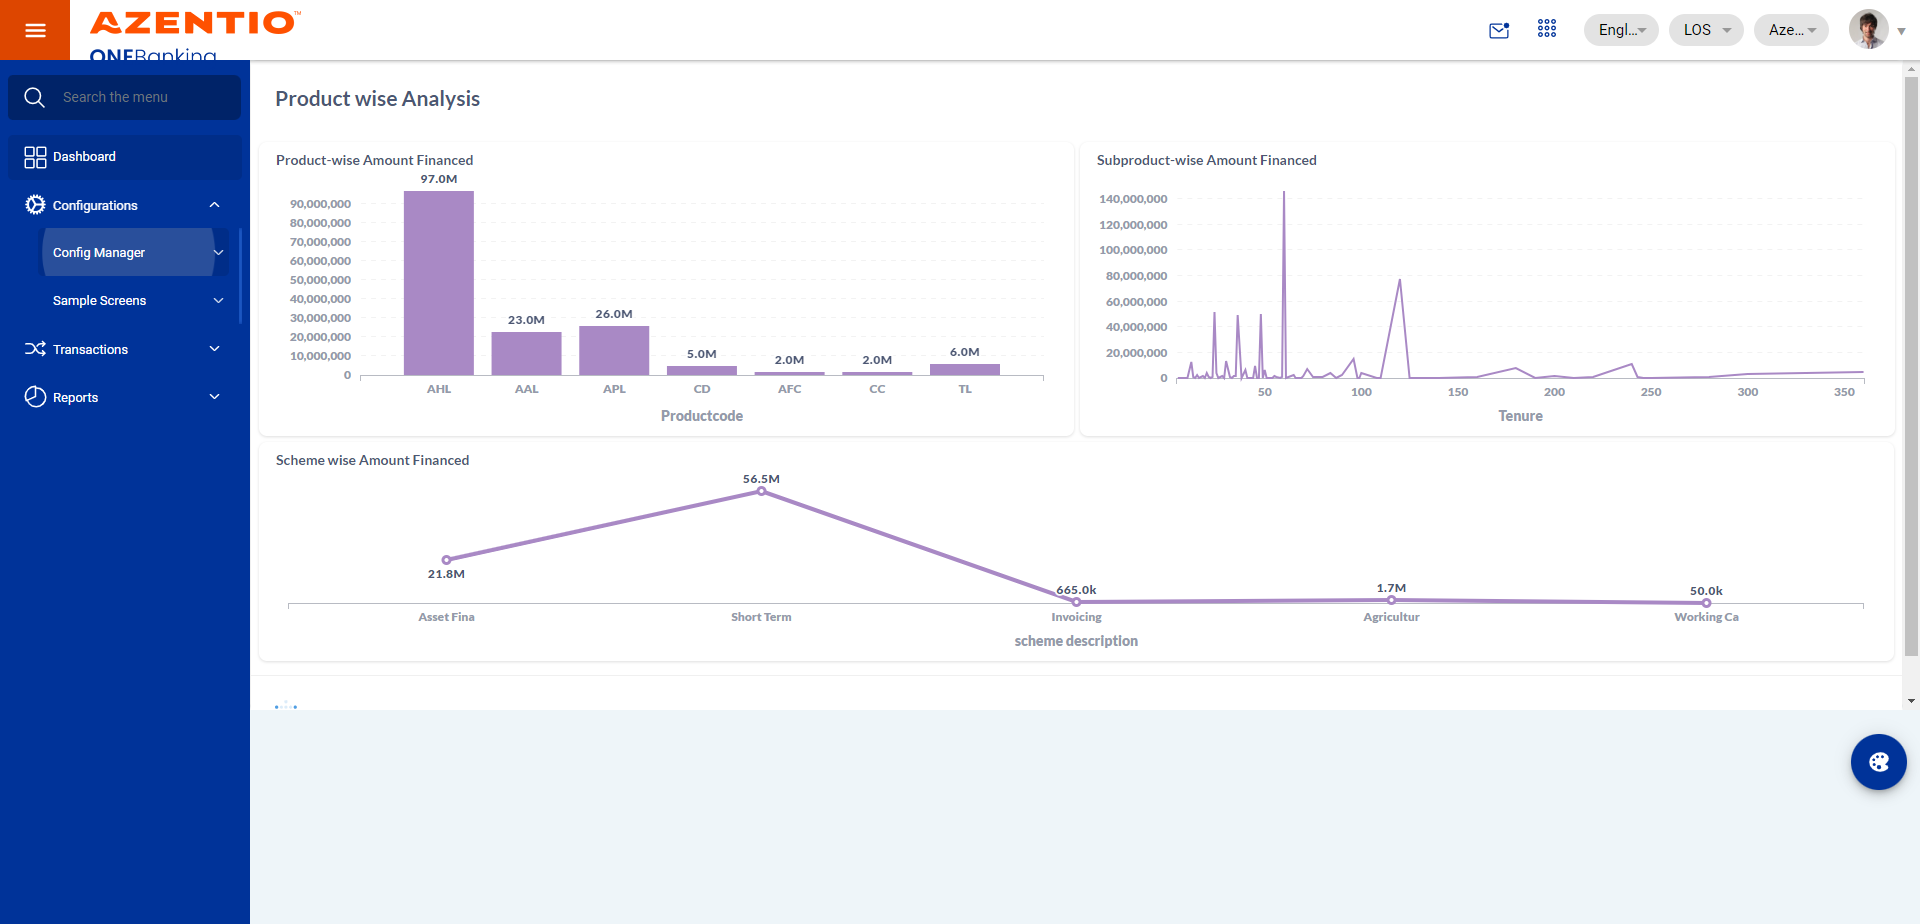 AZENTIO™
ONEBanking
Engl...
LOS
Aze...
Search the menu
Dashboard
Configurations
Config Manager
Sample Screens
Transactions
Reports
Product wise Analysis
Product-wise Amount Financed
97.0M
90,000,000
80,000,000
70,000,000
60,000,000
50,000,000
40,000,000
30,000,000
20,000,000
10,000,000
0
23.0M
26.0M
5.0M
2.0M
2.0M
6.0M
AHL
AAL
APL
CD
AFC
CC
TL
Productcode
Subproduct-wise Amount Financed
140,000,000
120,000,000
100,000,000
80,000,000
60,000,000
40,000,000
20,000,000
0
50
100
150
200
250
300
350
Tenure
Scheme wise Amount Financed
56.5M
21.8M
665.0k
1.7M
50.0k
Asset Fina
Short Term
Invoicing
Agricultur
Working Ca
scheme description